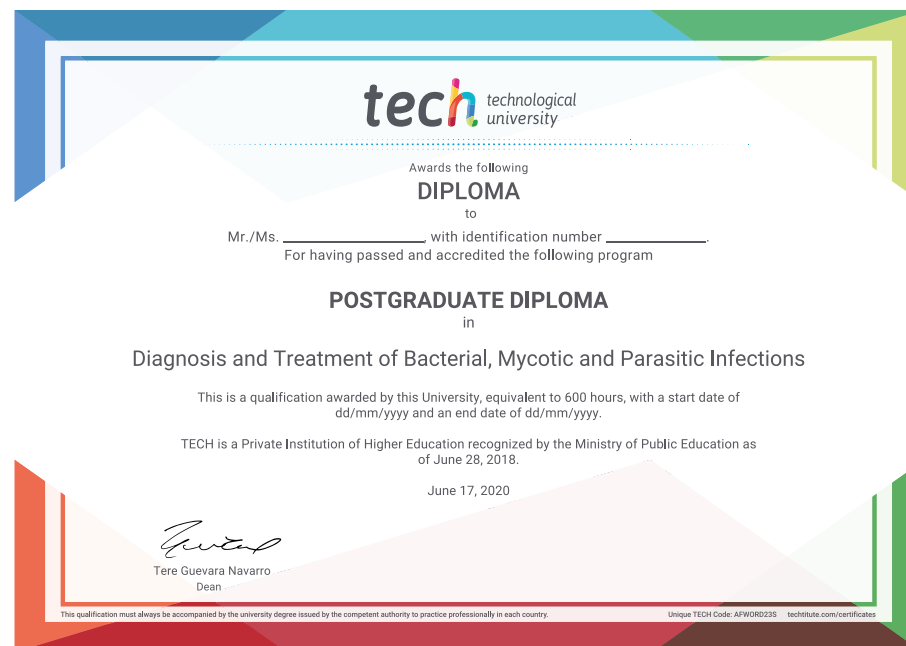 tech technological
university
Awards the following
DIPLOMA
to
Mr./Ms. ____________________, with identification number ______________.
For having passed and accredited the following program
POSTGRADUATE DIPLOMA
in
Diagnosis and Treatment of Bacterial, Mycotic and Parasitic Infections
This is a qualification awarded by this University, equivalent to 600 hours, with a start date of
dd/mm/yyyy and an end date of dd/mm/yyyy.
TECH is a Private Institution of Higher Education recognized by the Ministry of Public Education as
of June 28, 2018.
June 17, 2020
Tere Guevara Navarro
Dean
This qualification must always be accompanied by the university degree issued by the competent authority to practice professionally in each country. Unique TECH Code: AFWORD23S techtitute.com/certificates